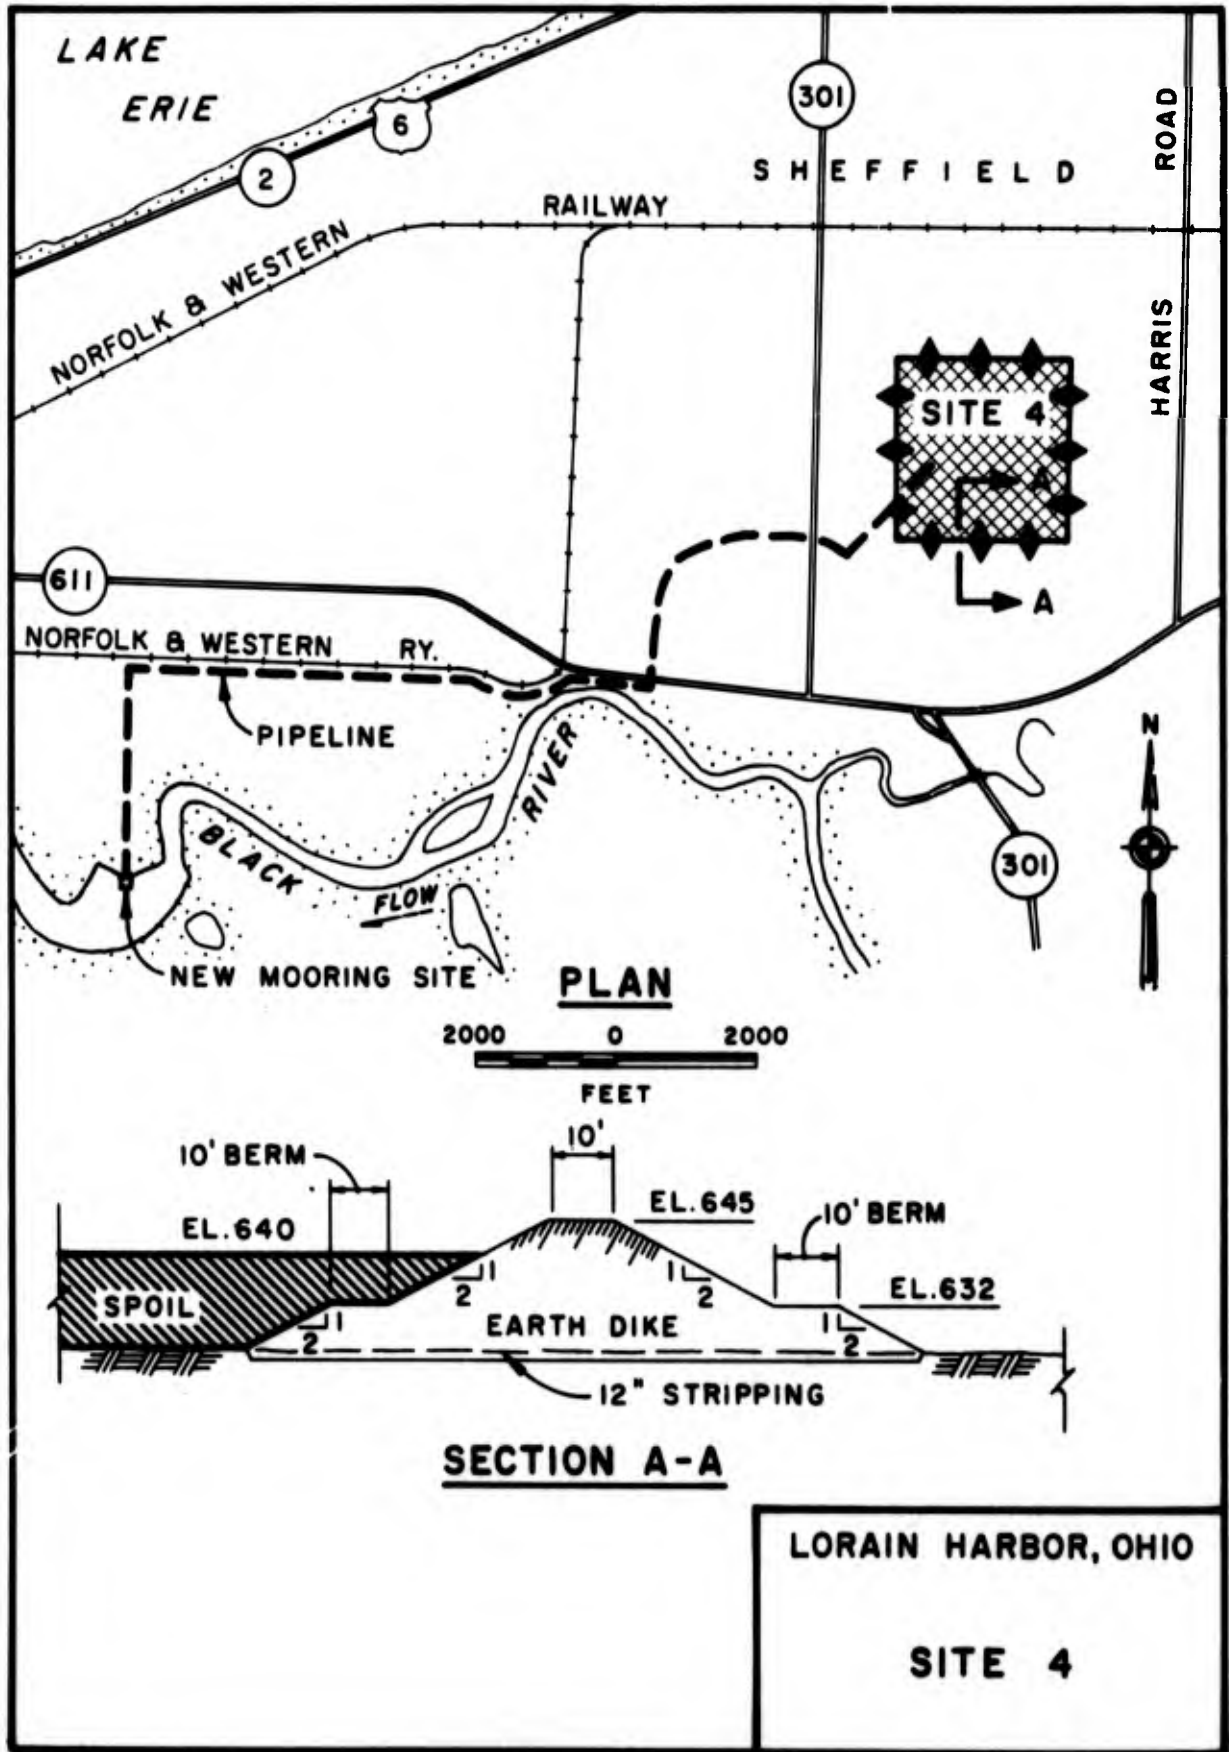 LAKE
ERIE
6
2
301
SHEFFIELD
ROAD
HARRIS
RAILWAY
NORFOLK & WESTERN
SITE 4
A
A
611
NORFOLK & WESTERN RY.
PIPELINE
BLACK
RIVER
FLOW
NEW MOORING SITE
301
N
PLAN
2000 0 2000
FEET
10' BERM
10'
EL.645
EL.640
10' BERM
EL.632
SPOIL
2
1
2
1
1
2
1
2
EARTH DIKE
12" STRIPPING
SECTION A-A
LORAIN HARBOR, OHIO
SITE 4